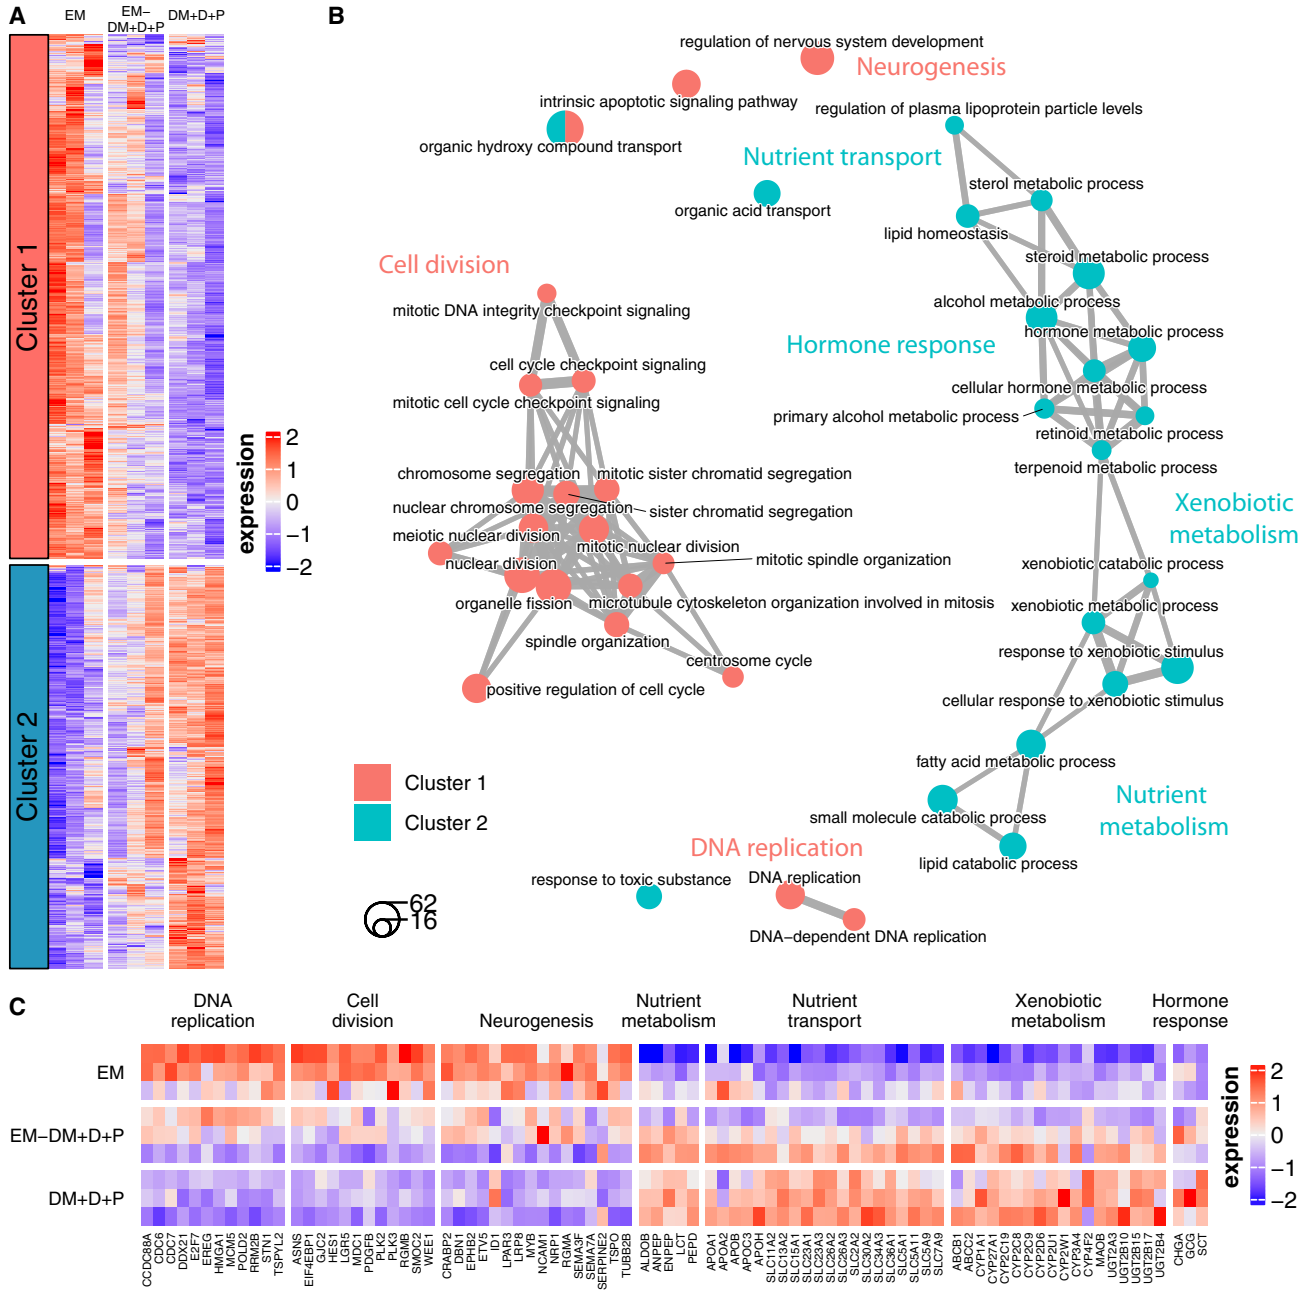 A
EM
EM−
DM+D+P
DM+D+P
Cluster 1
Cluster 2
expression
2
1
0
−1
−2
B
regulation of nervous system development
Neurogenesis
intrinsic apoptotic signaling pathway
regulation of plasma lipoprotein particle levels
organic hydroxy compound transport
Nutrient transport
sterol metabolic process
organic acid transport
lipid homeostasis
Cell division
steroid metabolic process
mitotic DNA integrity checkpoint signaling
alcohol metabolic process
hormone metabolic process
Hormone response
cell cycle checkpoint signaling
cellular hormone metabolic process
mitotic cell cycle checkpoint signaling
primary alcohol metabolic process
retinoid metabolic process
terpenoid metabolic process
chromosome segregation
mitotic sister chromatid segregation
nuclear chromosome segregation
sister chromatid segregation
Xenobiotic
metabolism
meiotic nuclear division
mitotic nuclear division
mitotic spindle organization
nuclear division
xenobiotic catabolic process
organelle fission
microtubule cytoskeleton organization involved in mitosis
xenobiotic metabolic process
spindle organization
response to xenobiotic stimulus
centrosome cycle
positive regulation of cell cycle
cellular response to xenobiotic stimulus
fatty acid metabolic process
Cluster 1
Cluster 2
Nutrient
metabolism
small molecule catabolic process
DNA replication
lipid catabolic process
response to toxic substance
DNA replication
62
16
DNA−dependent DNA replication
C
DNA
replication
Cell
division
Neurogenesis
Nutrient
metabolism
Nutrient
transport
Xenobiotic
metabolism
Hormone
response
EM
EM−DM+D+P
DM+D+P
expression
2
1
0
−1
−2
CCDC88A
CDC6
CDC7
DDX21
E2F7
EREG
HMGA1
MCM5
POLD2
RRM2B
STN1
TSPYL2
ASNS
EIF4EBP1
GJC2
HES1
LGR5
MDC1
PDGFB
PLK2
PLK3
RGMB
SMOC2
WEE1
CRABP2
DBN1
EPHB2
ETV5
ID1
LPAR3
LRP8
MYB
NCAM1
NRP1
RGMA
SEMA3F
SEMA7A
SERPINE2
TSPO
TUBB2B
ALDOB
ANPEP
ENPEP
LCT
PEPD
APOA1
APOA2
APOB
APOC3
APOH
SLC11A2
SLC13A2
SLC15A1
SLC23A1
SLC23A3
SLC26A2
SLC26A3
SLC2A2
SLC30A2
SLC34A3
SLC36A1
SLC5A1
SLC5A11
SLC5A9
SLC7A9
ABCB1
ABCC2
CYP1A1
CYP27A1
CYP2C19
CYP2C8
CYP2C9
CYP2D6
CYP2U1
CYP2W1
CYP3A4
CYP4F2
MAOB
UGT2A3
UGT2B10
UGT2B15
UGT2B17
UGT2B4
CHGA
GCG
SCT